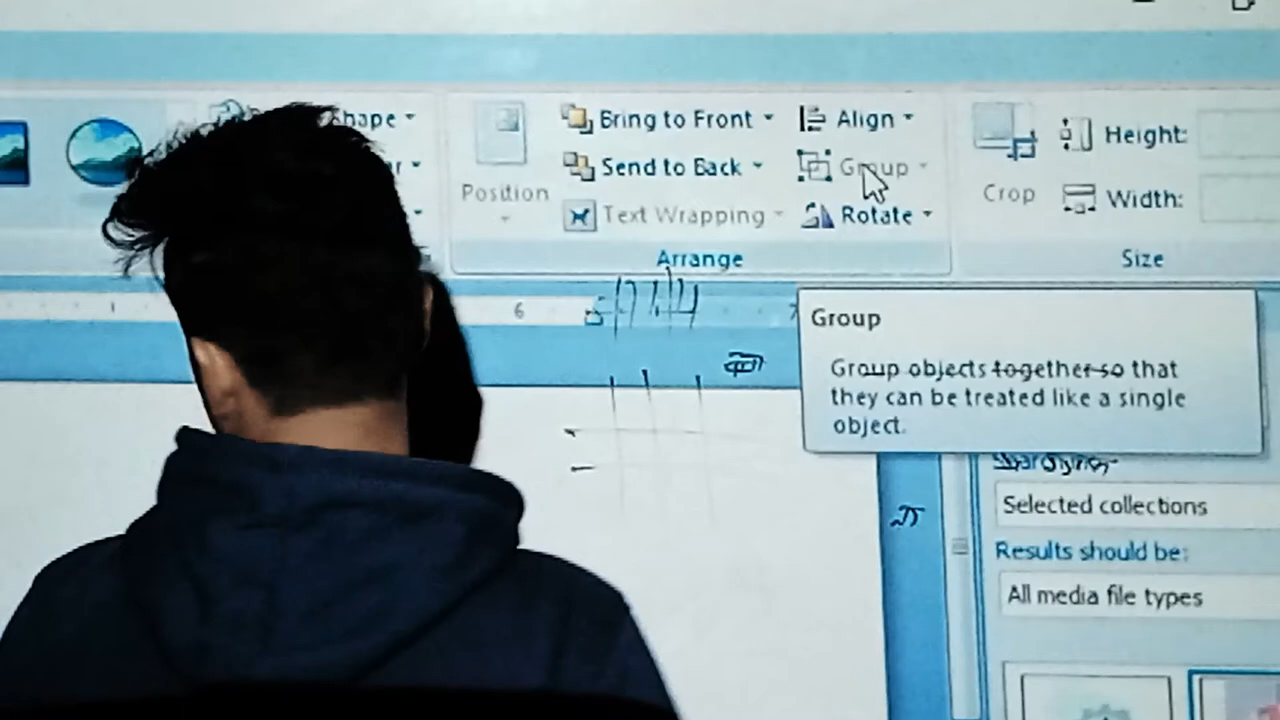 Shape
Bring to Front
Align
Send to Back
Group
Position
Text Wrapping
Rotate
Crop
Height:
Width:
Arrange
Size
6
Group
Group objects together so that
they can be treated like a single
object.
Selected collections
Results should be:
All media file types